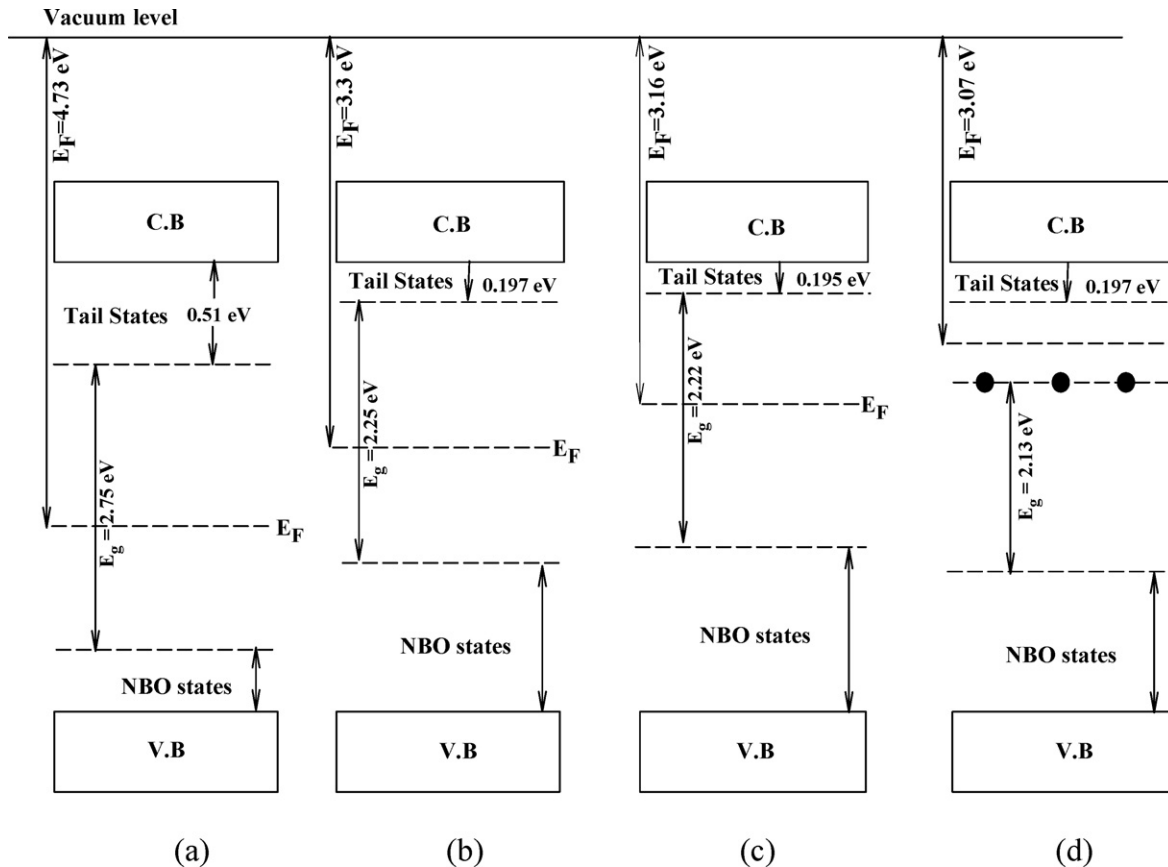 Vacuum level
E_F=4.73 eV
C.B
Tail States 0.51 eV
E_g = 2.75 eV
E_F
NBO states
V.B
(a)
E_F=3.3 eV
C.B
Tail States 0.197 eV
E_g = 2.25 eV
E_F
NBO states
V.B
(b)
E_F=3.16 eV
C.B
Tail States 0.195 eV
E_g = 2.22 eV
E_F
NBO states
V.B
(c)
E_F=3.07 eV
C.B
Tail States 0.197 eV
E_g = 2.13 eV
NBO states
V.B
(d)